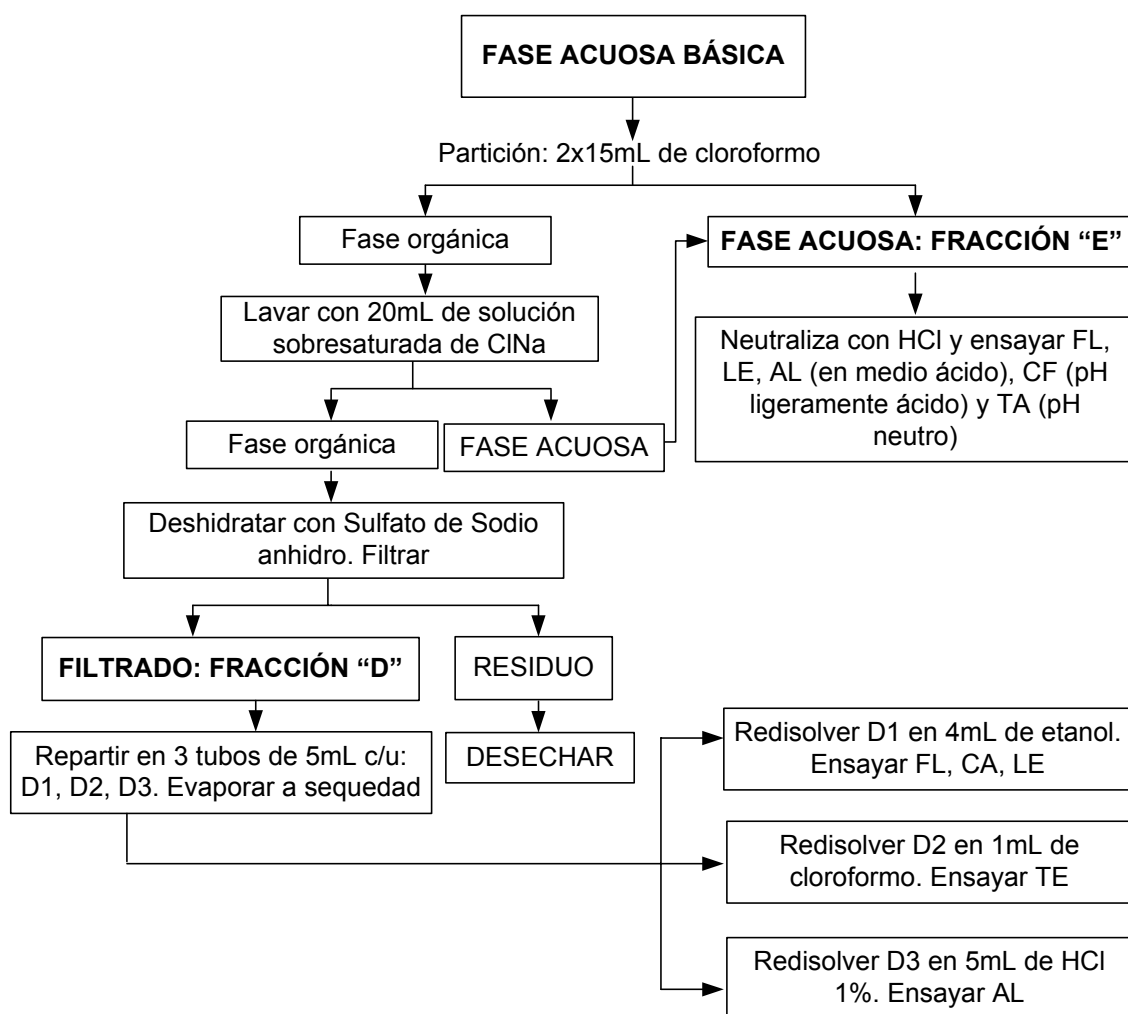 FASE ACUOSA BÁSICA
Partición: 2x15mL de cloroformo
Fase orgánica
FASE ACUOSA: FRACCIÓN “E”
Lavar con 20mL de solución
sobresaturada de ClNa
Neutraliza con HCl y ensayar FL,
LE, AL (en medio ácido), CF (pH
ligeramente ácido) y TA (pH
neutro)
Fase orgánica
FASE ACUOSA
Deshidratar con Sulfato de Sodio
anhidro. Filtrar
FILTRADO: FRACCIÓN “D”
RESIDUO
Repartir en 3 tubos de 5mL c/u:
D1, D2, D3. Evaporar a sequedad
DESECHAR
Redisolver D1 en 4mL de etanol.
Ensayar FL, CA, LE
Redisolver D2 en 1mL de
cloroformo. Ensayar TE
Redisolver D3 en 5mL de HCl
1%. Ensayar AL